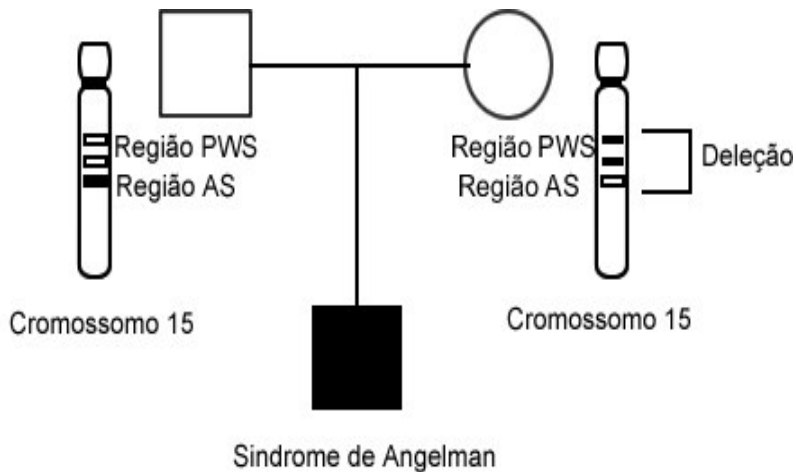 Região PWS
Região AS
Região PWS
Região AS
Deleção
Cromossomo 15
Cromossomo 15
Sindrome de Angelman